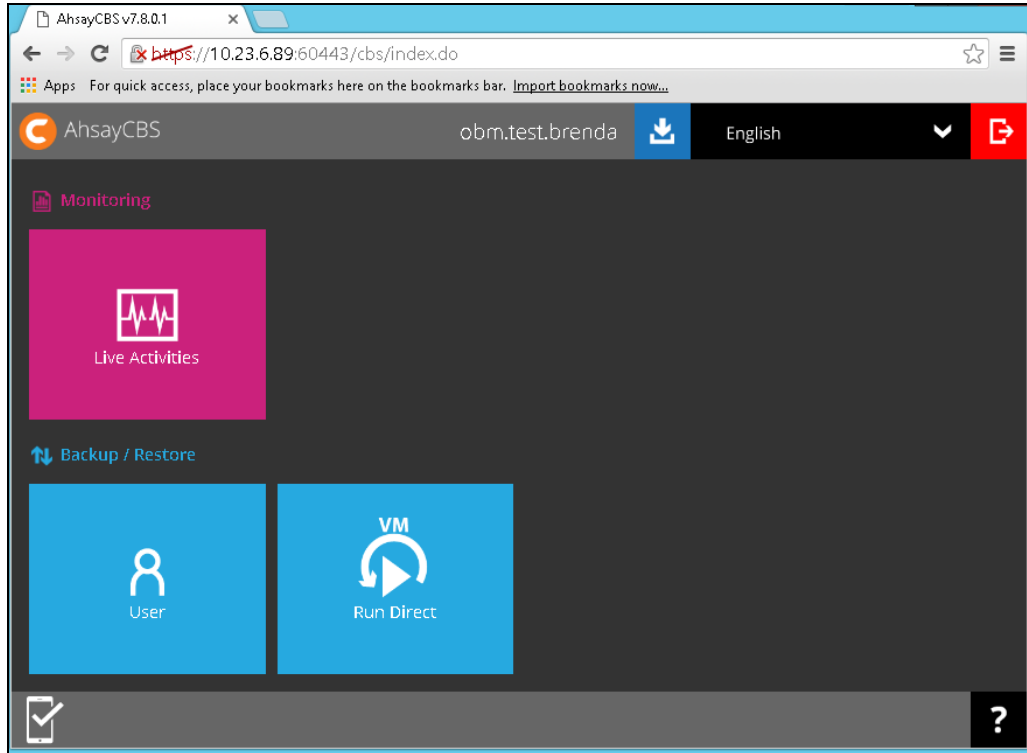 AhsayCBS v7.8.0.1
https://10.23.6.89:60443/cbs/index.do
Apps For quick access, place your bookmarks here on the bookmarks bar. Import bookmarks now...
AhsayCBS obm.test.brenda English
Monitoring
Live Activities
Backup / Restore
VM
User Run Direct
?